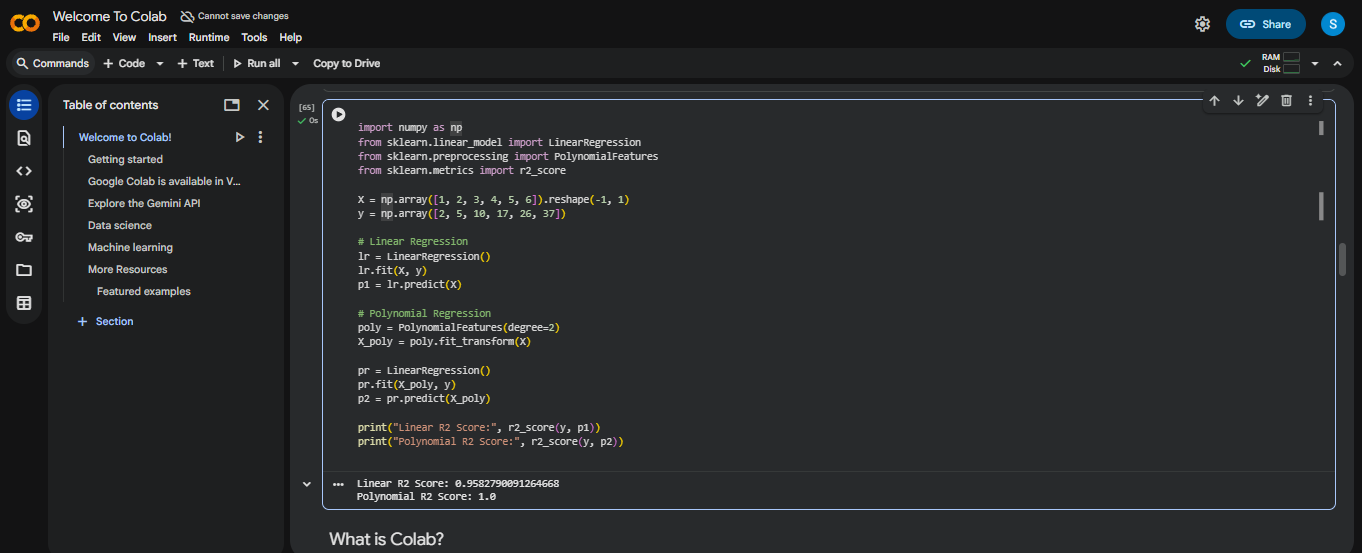 Welcome To Colab
Cannot save changes
File Edit View Insert Runtime Tools Help
Share
S
Commands + Code + Text Run all Copy to Drive
RAM
Disk
Table of contents
Welcome to Colab!
Getting started
Google Colab is available in V...
Explore the Gemini API
Data science
Machine learning
More Resources
Featured examples
+ Section
[65]
0s
import numpy as np
from sklearn.linear_model import LinearRegression
from sklearn.preprocessing import PolynomialFeatures
from sklearn.metrics import r2_score
X = np.array([1, 2, 3, 4, 5, 6]).reshape(-1, 1)
y = np.array([2, 5, 10, 17, 26, 37])
# Linear Regression
lr = LinearRegression()
lr.fit(X, y)
p1 = lr.predict(X)
# Polynomial Regression
poly = PolynomialFeatures(degree=2)
X_poly = poly.fit_transform(X)
pr = LinearRegression()
pr.fit(X_poly, y)
p2 = pr.predict(X_poly)
print("Linear R2 Score:", r2_score(y, p1))
print("Polynomial R2 Score:", r2_score(y, p2))
Linear R2 Score: 0.9582790091264668
Polynomial R2 Score: 1.0
What is Colab?